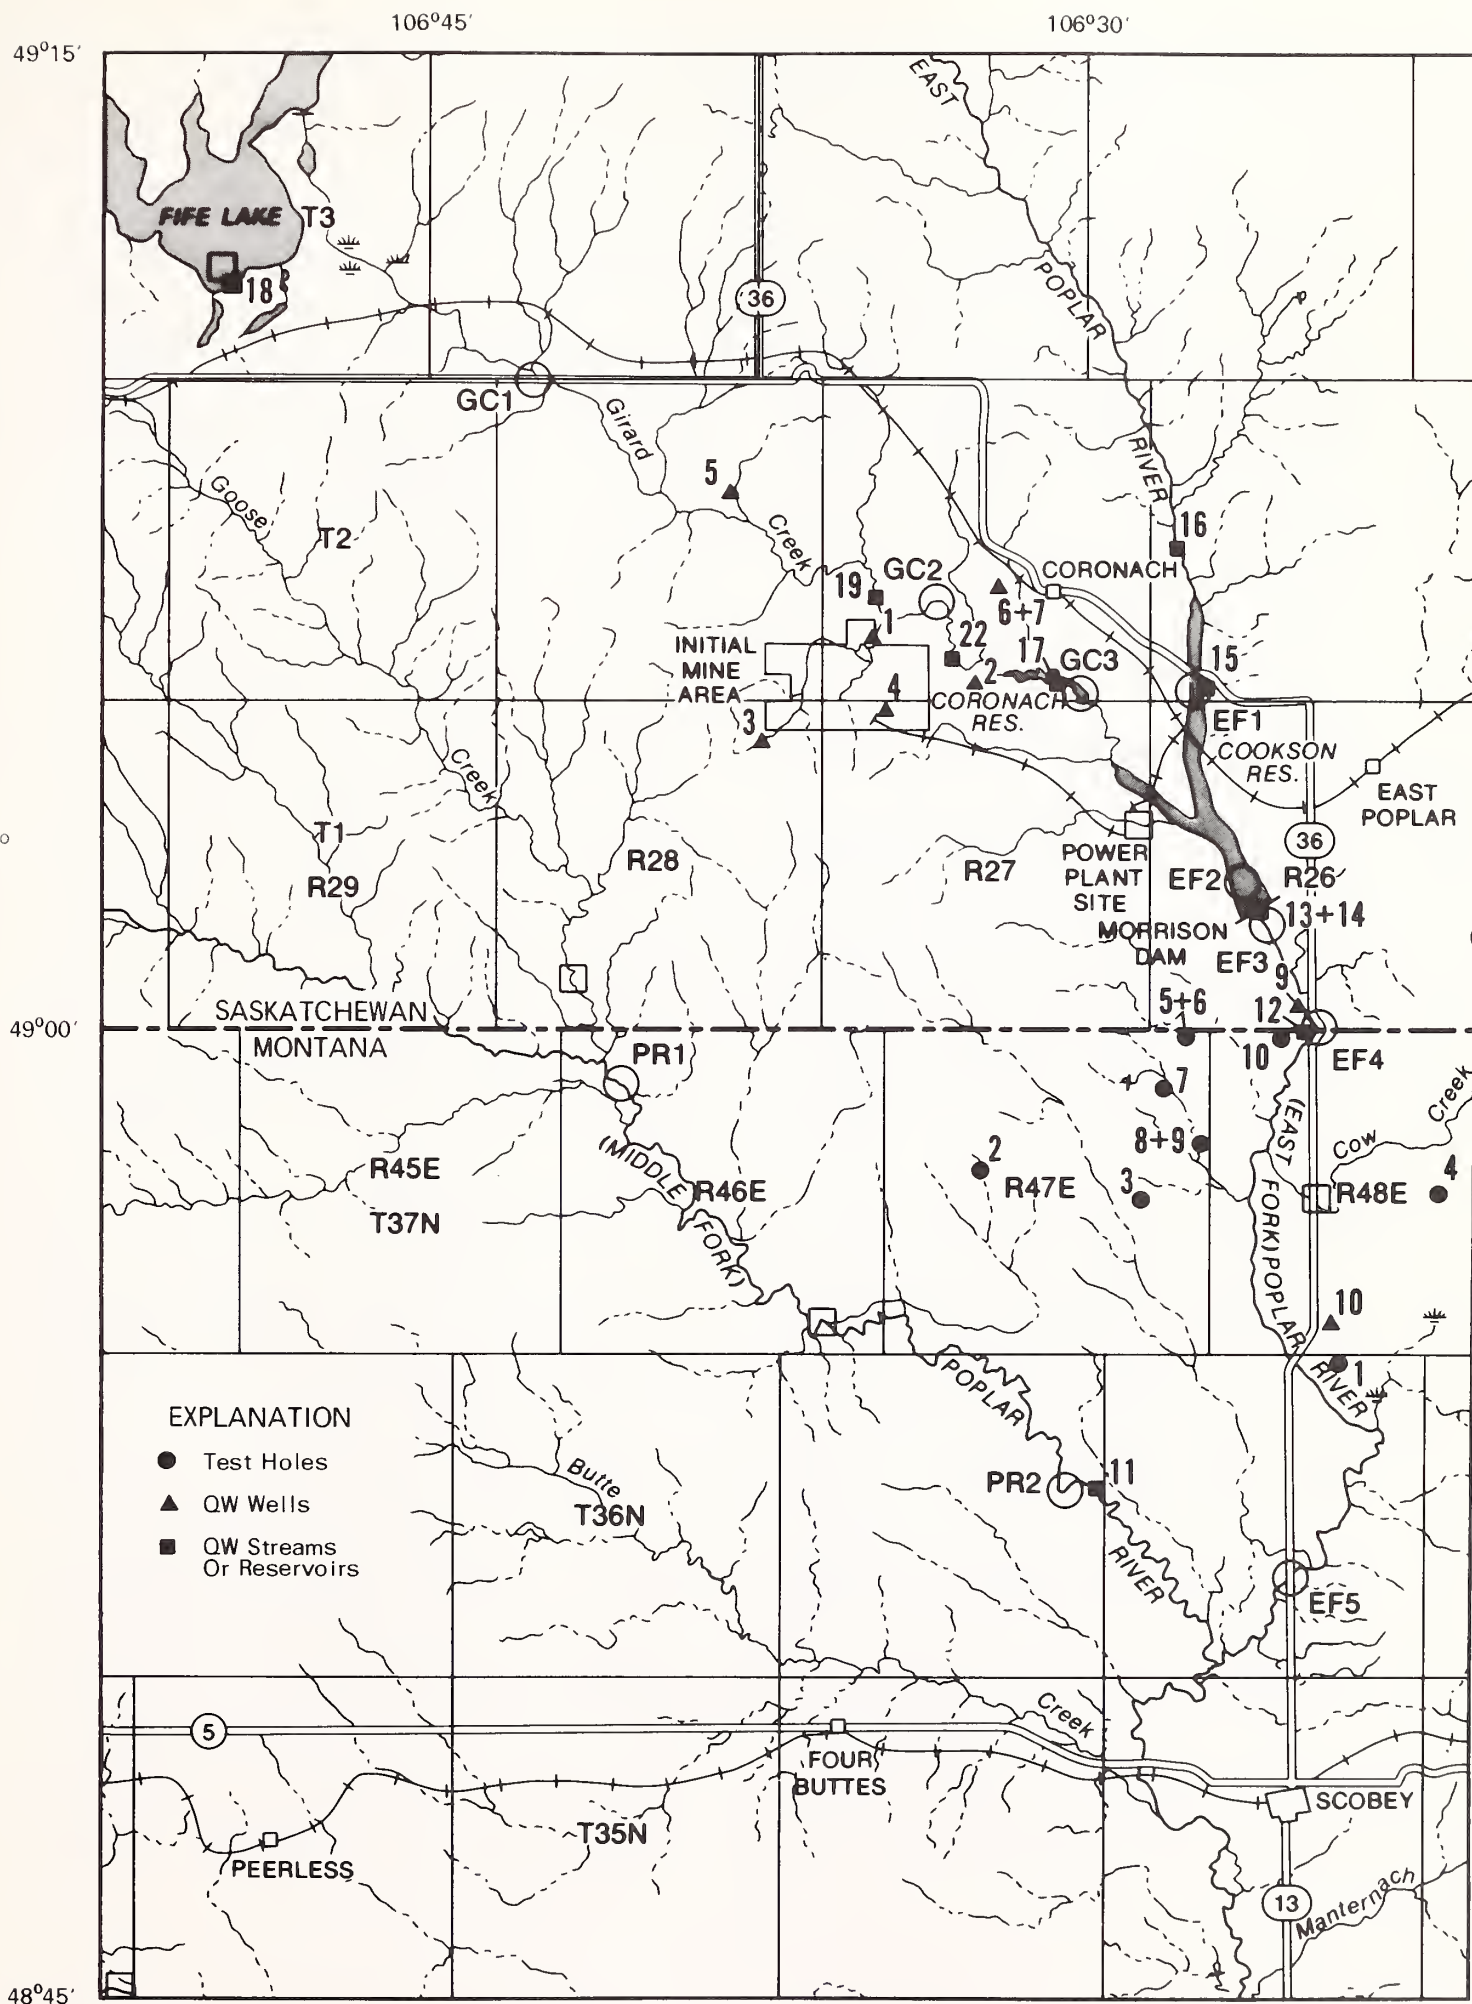 106°45'
106°30'
49°15'
EAST
FIFE LAKE
T3
18
36
POPLAR
GC1
Girard
RIVER
Goose
5
Creek
T2
16
19
GC2
CORONACH
6+7
1
INITIAL
MINE
AREA
22
17
GC3
15
2
4
CORONACH
RES.
3
EF1
COOKSON
RES.
Creek
EAST
POPLAR
T1
R28
36
R27
POWER
PLANT
SITE
EF2
R26
R29
13+14
MORRISON
DAM
EF3
9
5+6
12
SASKATCHEWAN
49°00'
MONTANA
PR1
10
EF4
7
Creek
(EAST
Cow
(MIDDLE
8+9
2
4
R45E
R46E
R47E
3
R48E
T37N
FORK)
FORK)
POPLAR
10
POPLAR
RIVER
1
EXPLANATION
Test Holes
QW Wells
QW Streams
Or Reservoirs
Butte
T36N
PR2
11
RIVER
EF5
Creek
5
FOUR
BUTTES
SCOBEY
T35N
PEERLESS
13
Manternach
48°45'